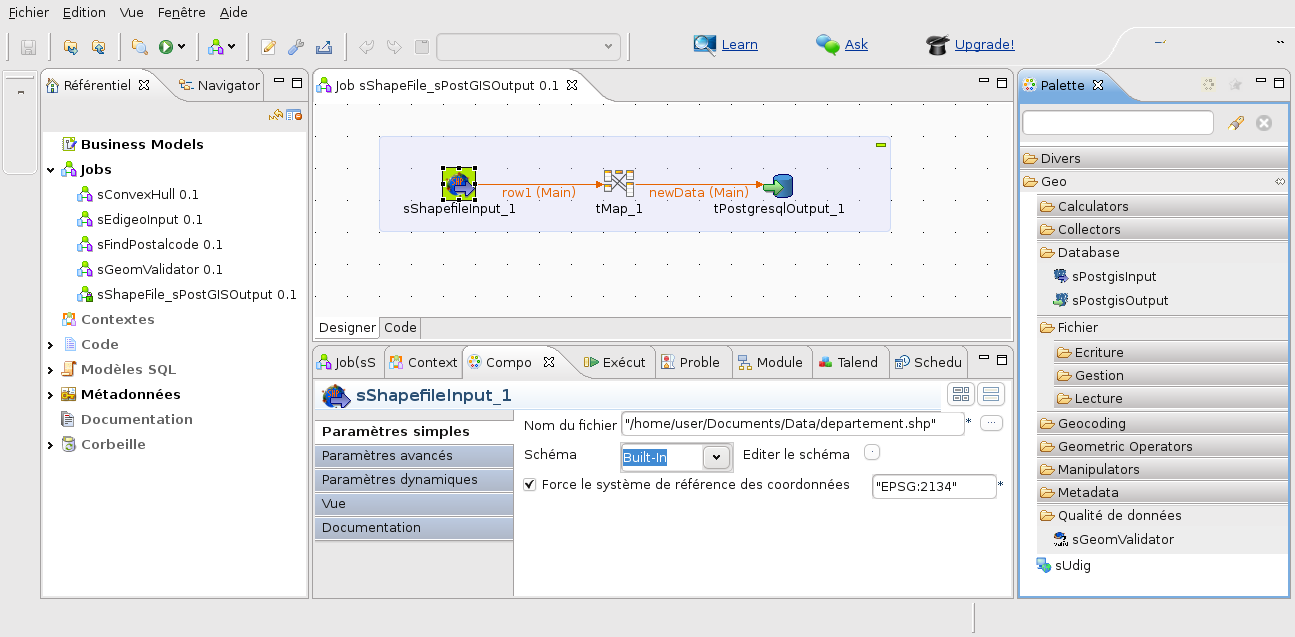 Fichier Edition Vue Fenêtre Aide
Learn Ask Upgrade!
Référentiel Navigator
Business Models
Jobs
sConvexHull 0.1
sEdigeoInput 0.1
sFindPostalcode 0.1
sGeomValidator 0.1
sShapeFile_sPostGISOutput 0.1
Contextes
Code
Modèles SQL
Métadonnées
Documentation
Corbeille
Job sShapeFile_sPostGISOutput 0.1
row1 (Main) newData (Main)
sShapefileInput_1 tMap_1 tPostgresqlOutput_1
Designer Code
Job(sS Context Compo Exécut Proble Module Talend Schedu
sShapefileInput_1
Paramètres simples
Paramètres avancés
Paramètres dynamiques
Vue
Documentation
Nom du fichier "/home/user/Documents/Data/departement.shp" * ...
Schéma Built-In Editer le schéma
Force le système de référence des coordonnées "EPSG:2134" *
Palette
Divers
Geo
Calculators
Collectors
Database
sPostgisInput
sPostgisOutput
Fichier
Ecriture
Gestion
Lecture
Geocoding
Geometric Operators
Manipulators
Metadata
Qualité de données
sGeomValidator
sUdig